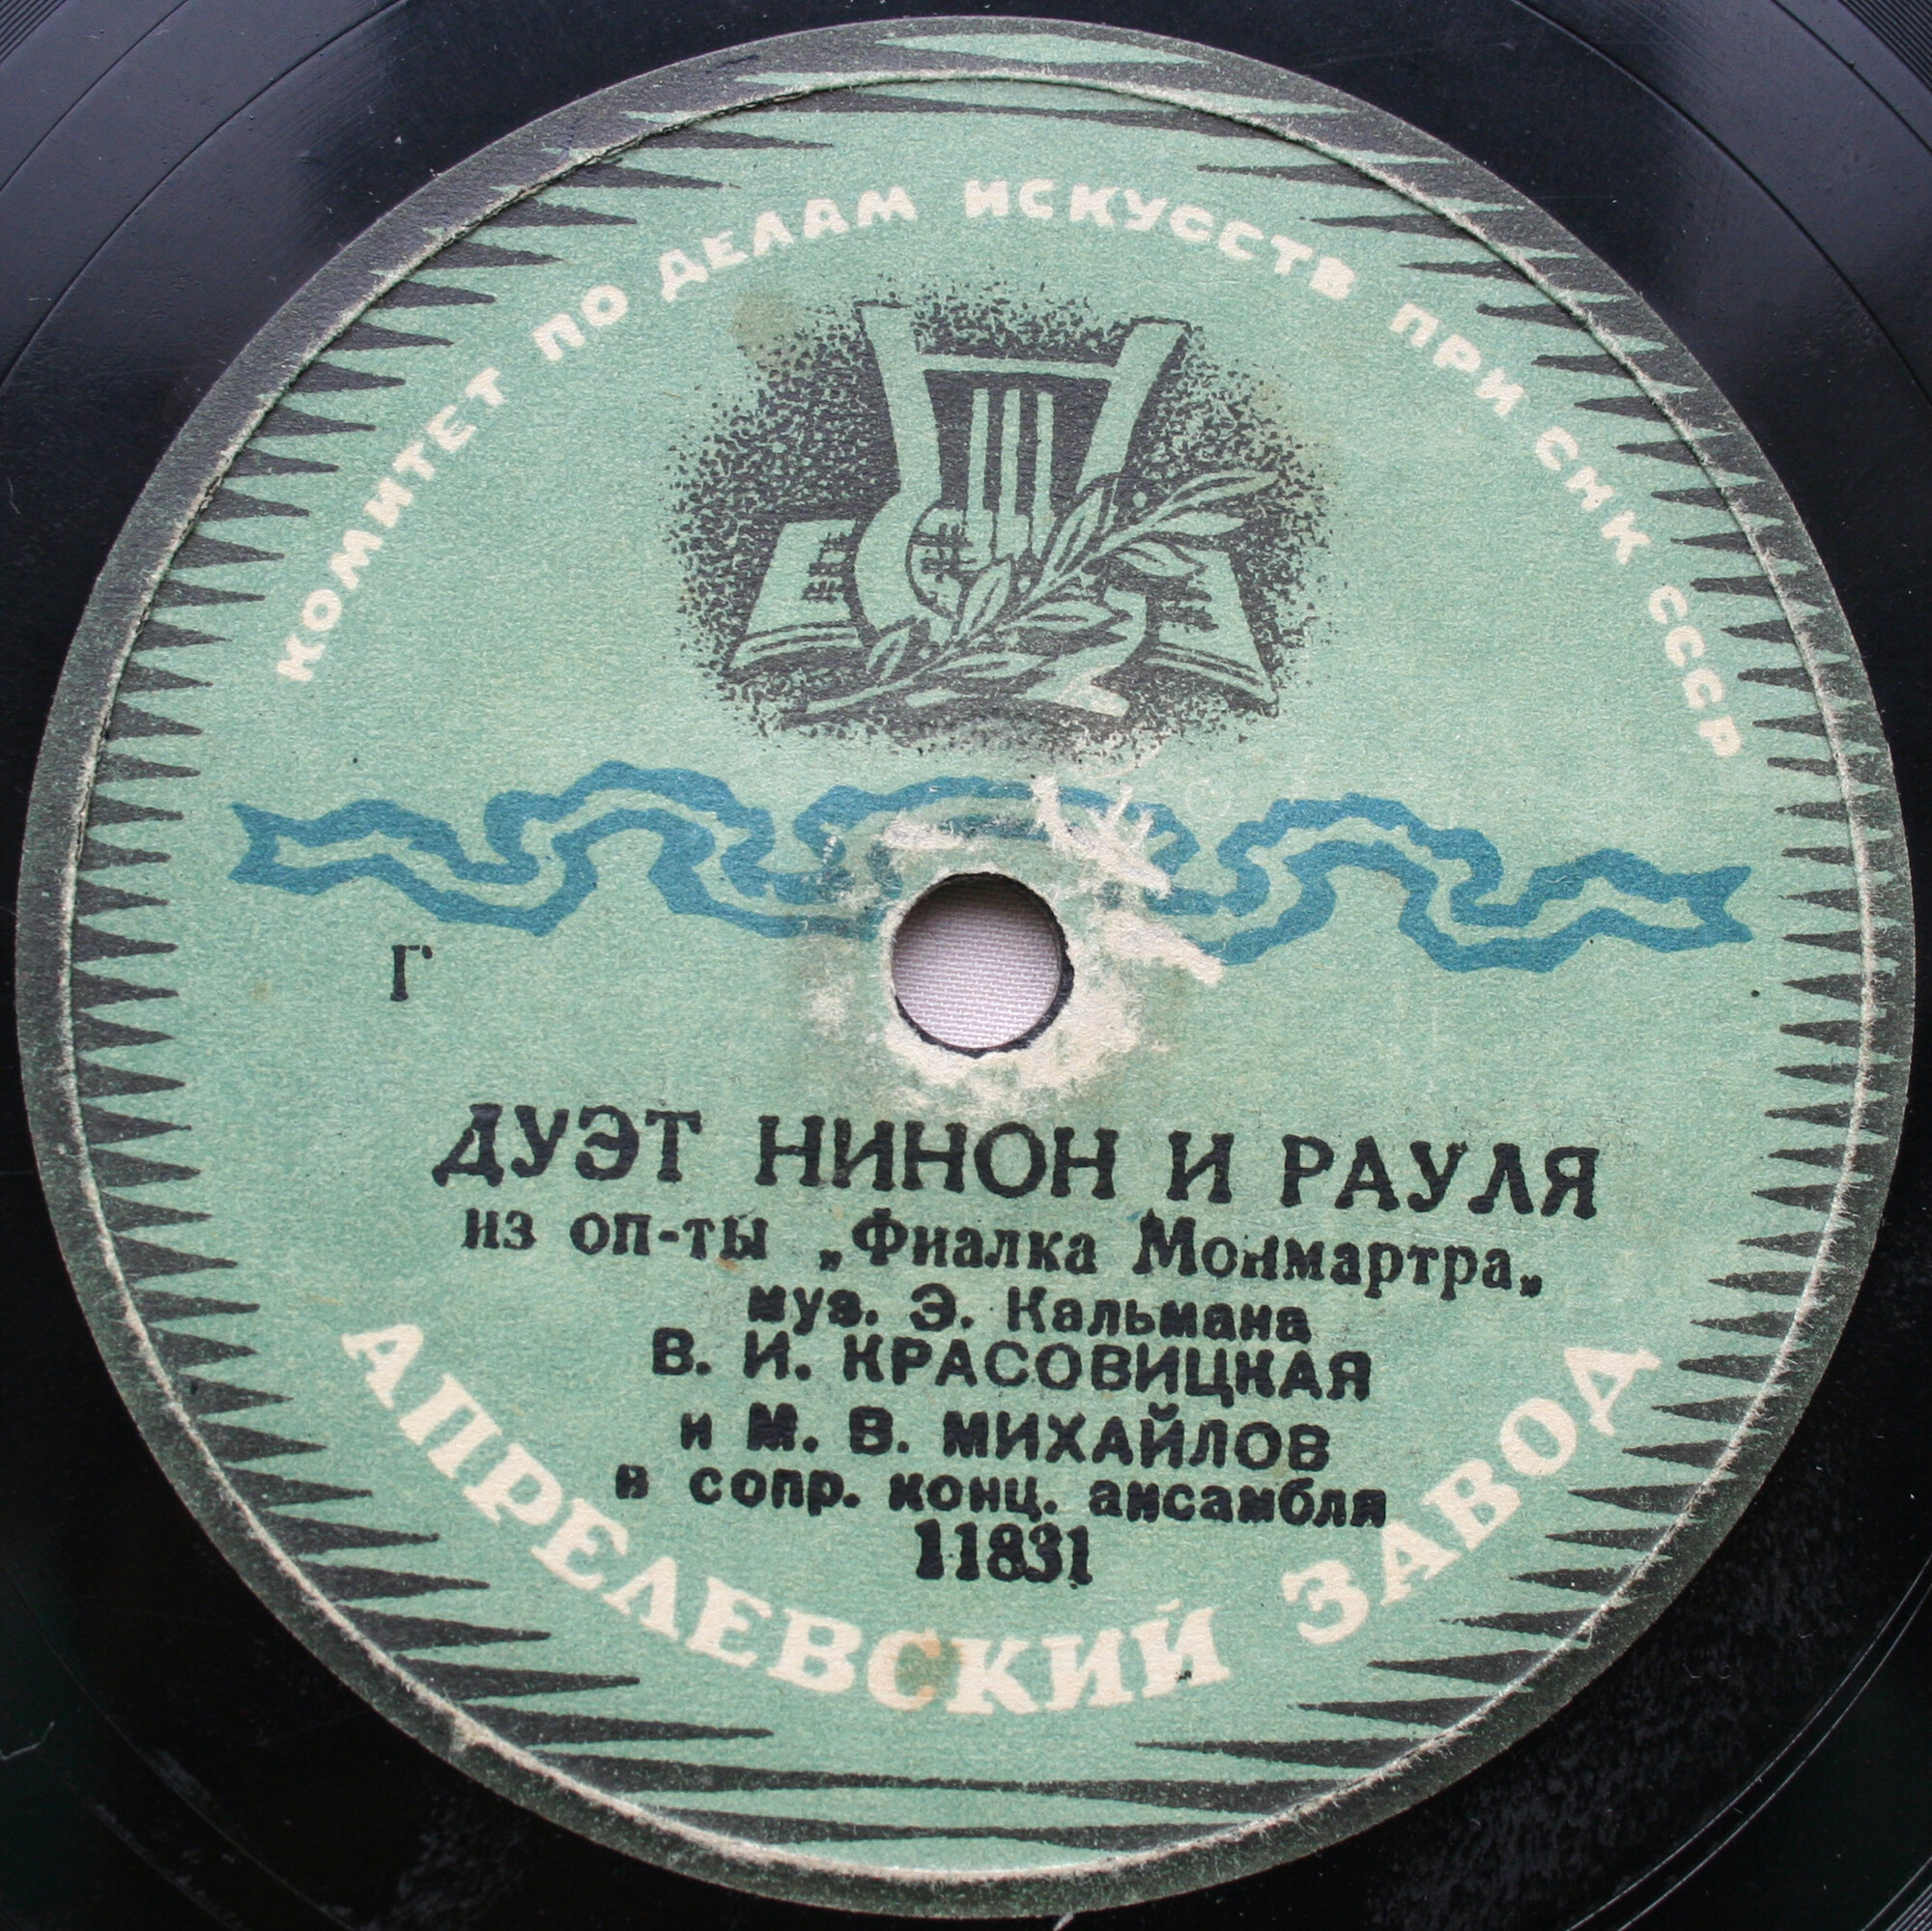 КОМИТЕТ ПО ДЕЛАМ ИСКУССТВ ПРИ СНК СССР
Г
ДУЭТ НИНОН И РАУЛЯ
из оп-ты „Фиалка Монмартра„
муз. Э. Кальмана
В. И. КРАСОВИЦКАЯ
и М. В. МИХАЙЛОВ
в сопр. конц. ансамбля
11831
АПРЕЛЕВСКИЙ ЗАВОД